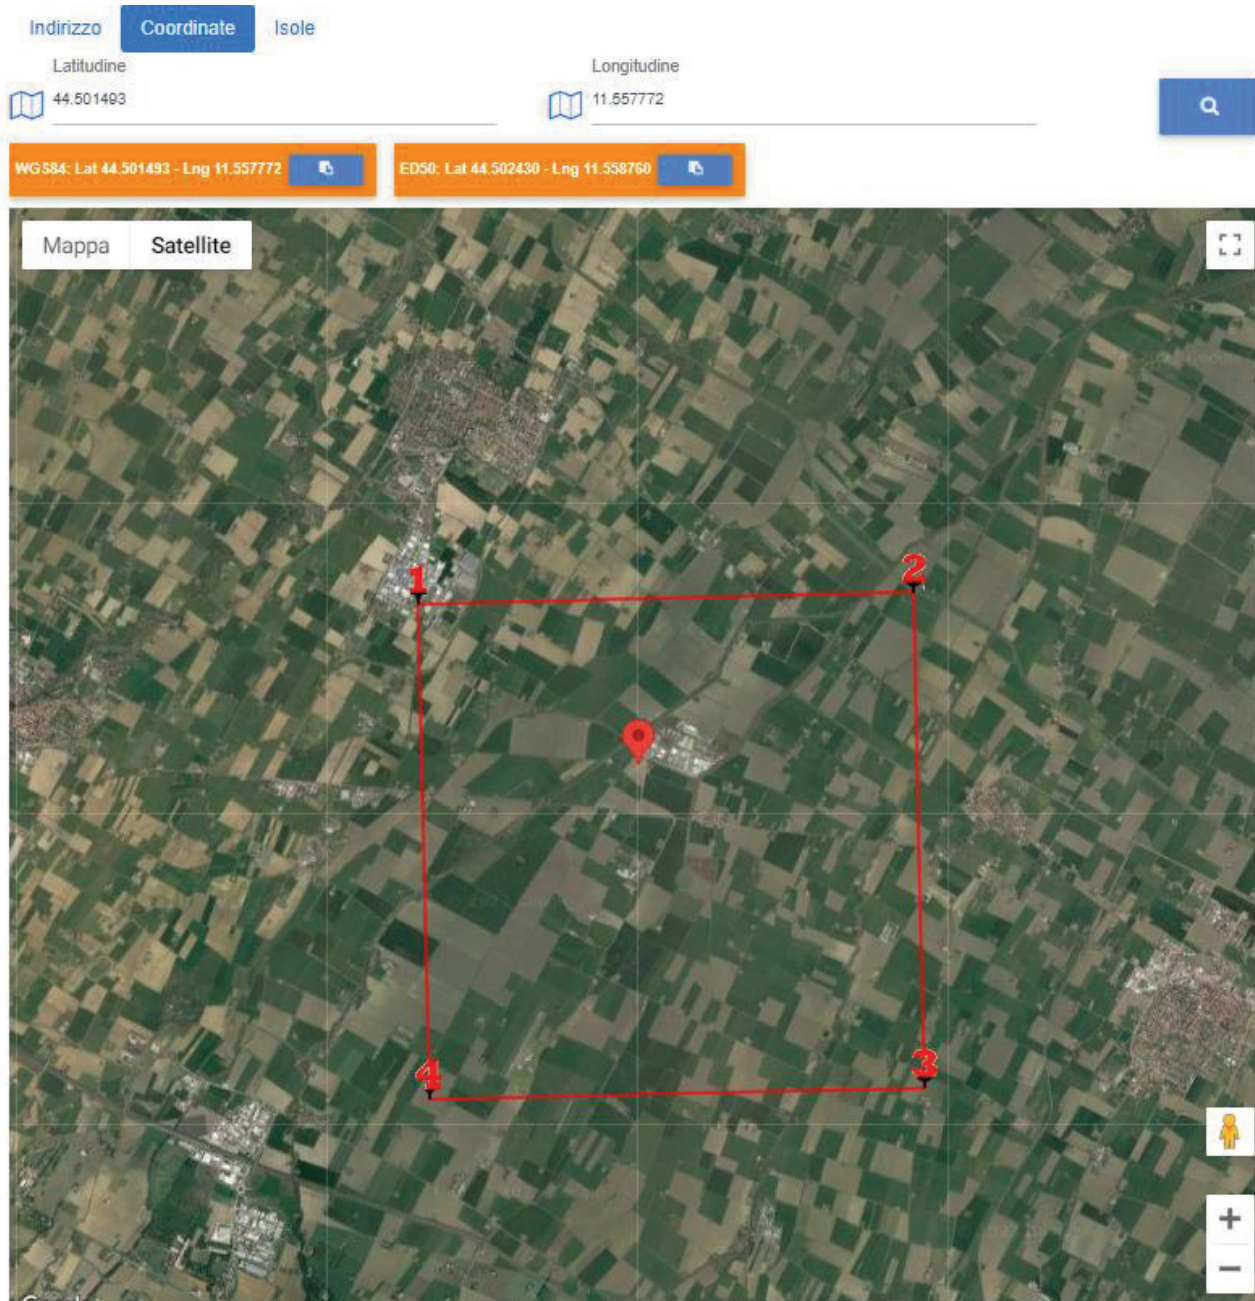 Indirizzo Coordinate Isole
Latitudine Longitudine
44.501493 11.557772
WGS84: Lat 44.501493 - Lng 11.557772 ED50: Lat 44.502430 - Lng 11.558760
Mappa Satellite
1 2
4 3
+
−